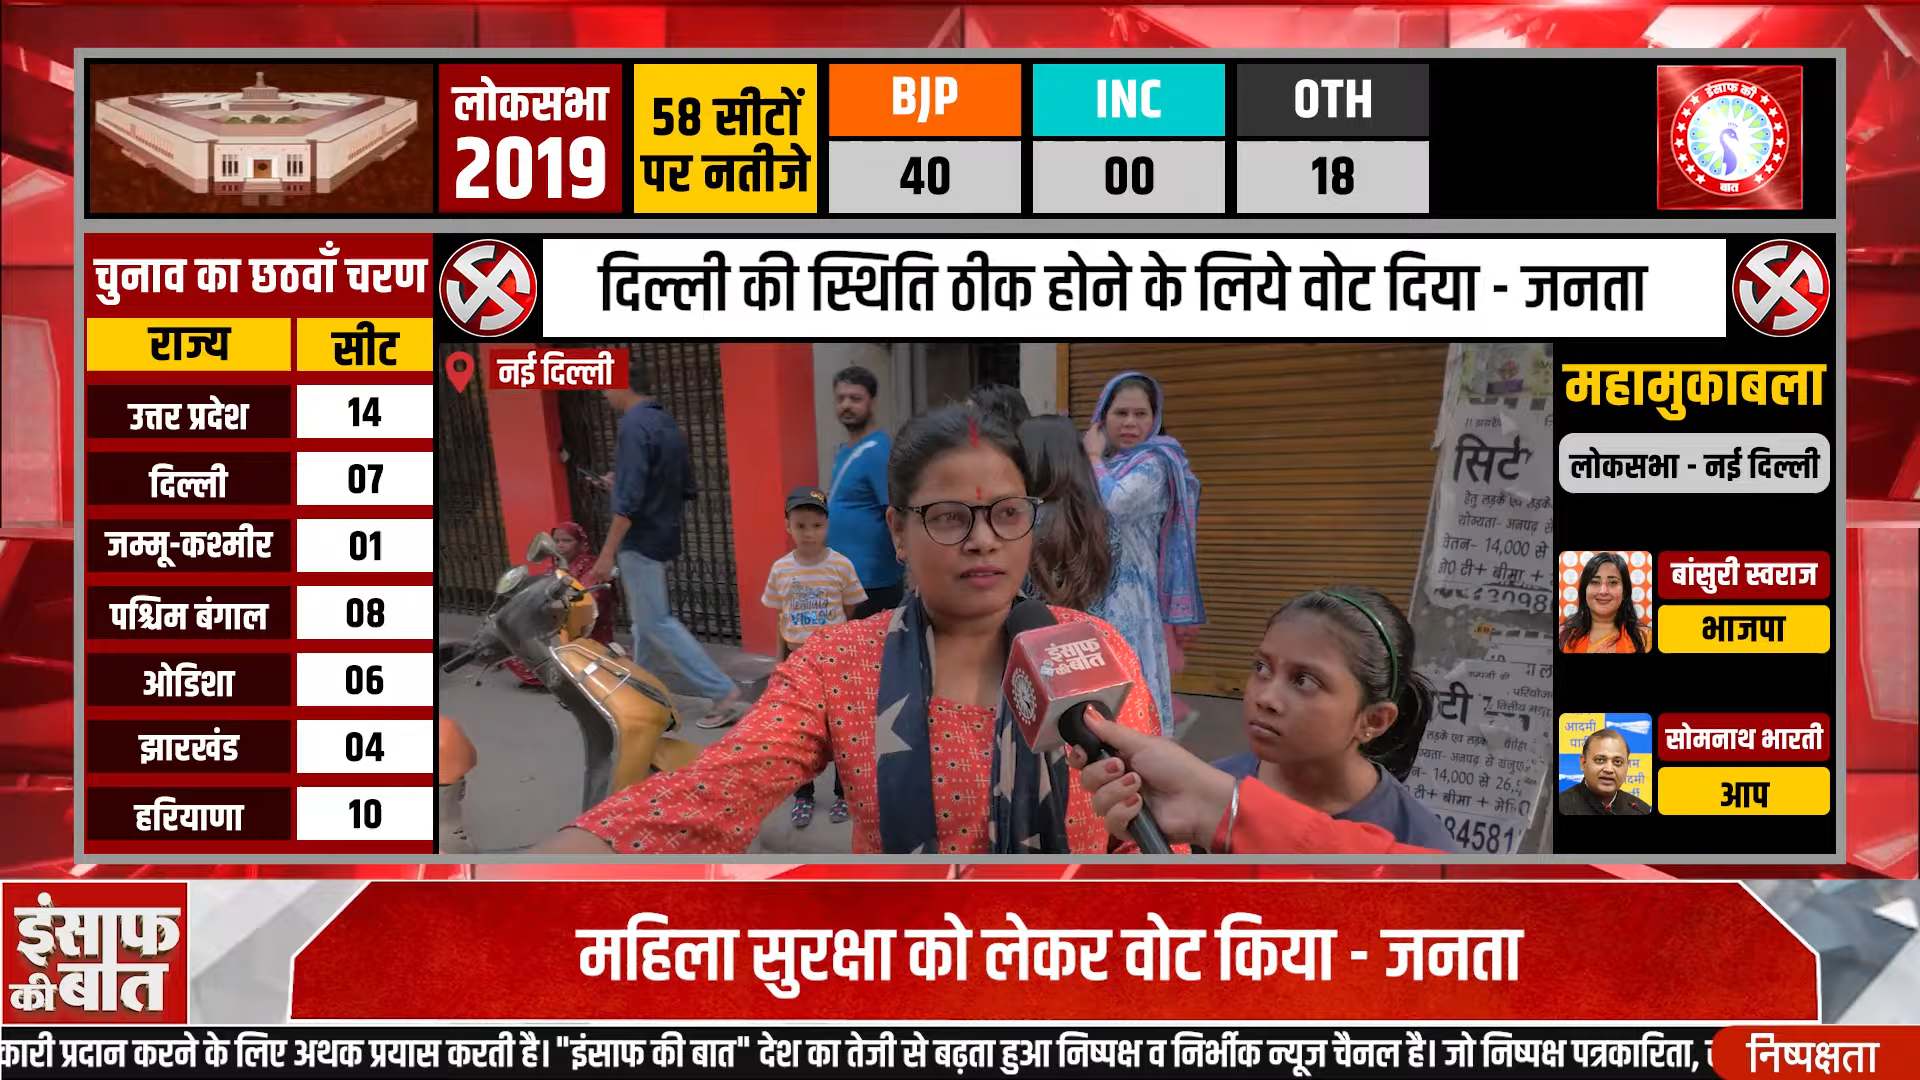 लोकसभा
2019
58 सीटों
पर नतीजे
BJP
40
INC
00
OTH
18
इंसाफ की
बात
चुनाव का छठवाँ चरण
राज्य
सीट
उत्तर प्रदेश
14
दिल्ली
07
जम्मू-कश्मीर
01
पश्चिम बंगाल
08
ओडिशा
06
झारखंड
04
हरियाणा
10
दिल्ली की स्थिति ठीक होने के लिये वोट दिया - जनता
नई दिल्ली
इंसाफ
की बात
वेतन- 14,000 से
महामुकाबला
लोकसभा - नई दिल्ली
बांसुरी स्वराज
भाजपा
सोमनाथ भारती
आप
इंसाफ
की बात
महिला सुरक्षा को लेकर वोट किया - जनता
कारी प्रदान करने के लिए अथक प्रयास करती है। "इंसाफ की बात" देश का तेजी से बढ़ता हुआ निष्पक्ष व निर्भीक न्यूज चैनल है। जो निष्पक्ष पत्रकारिता,
निष्पक्षता